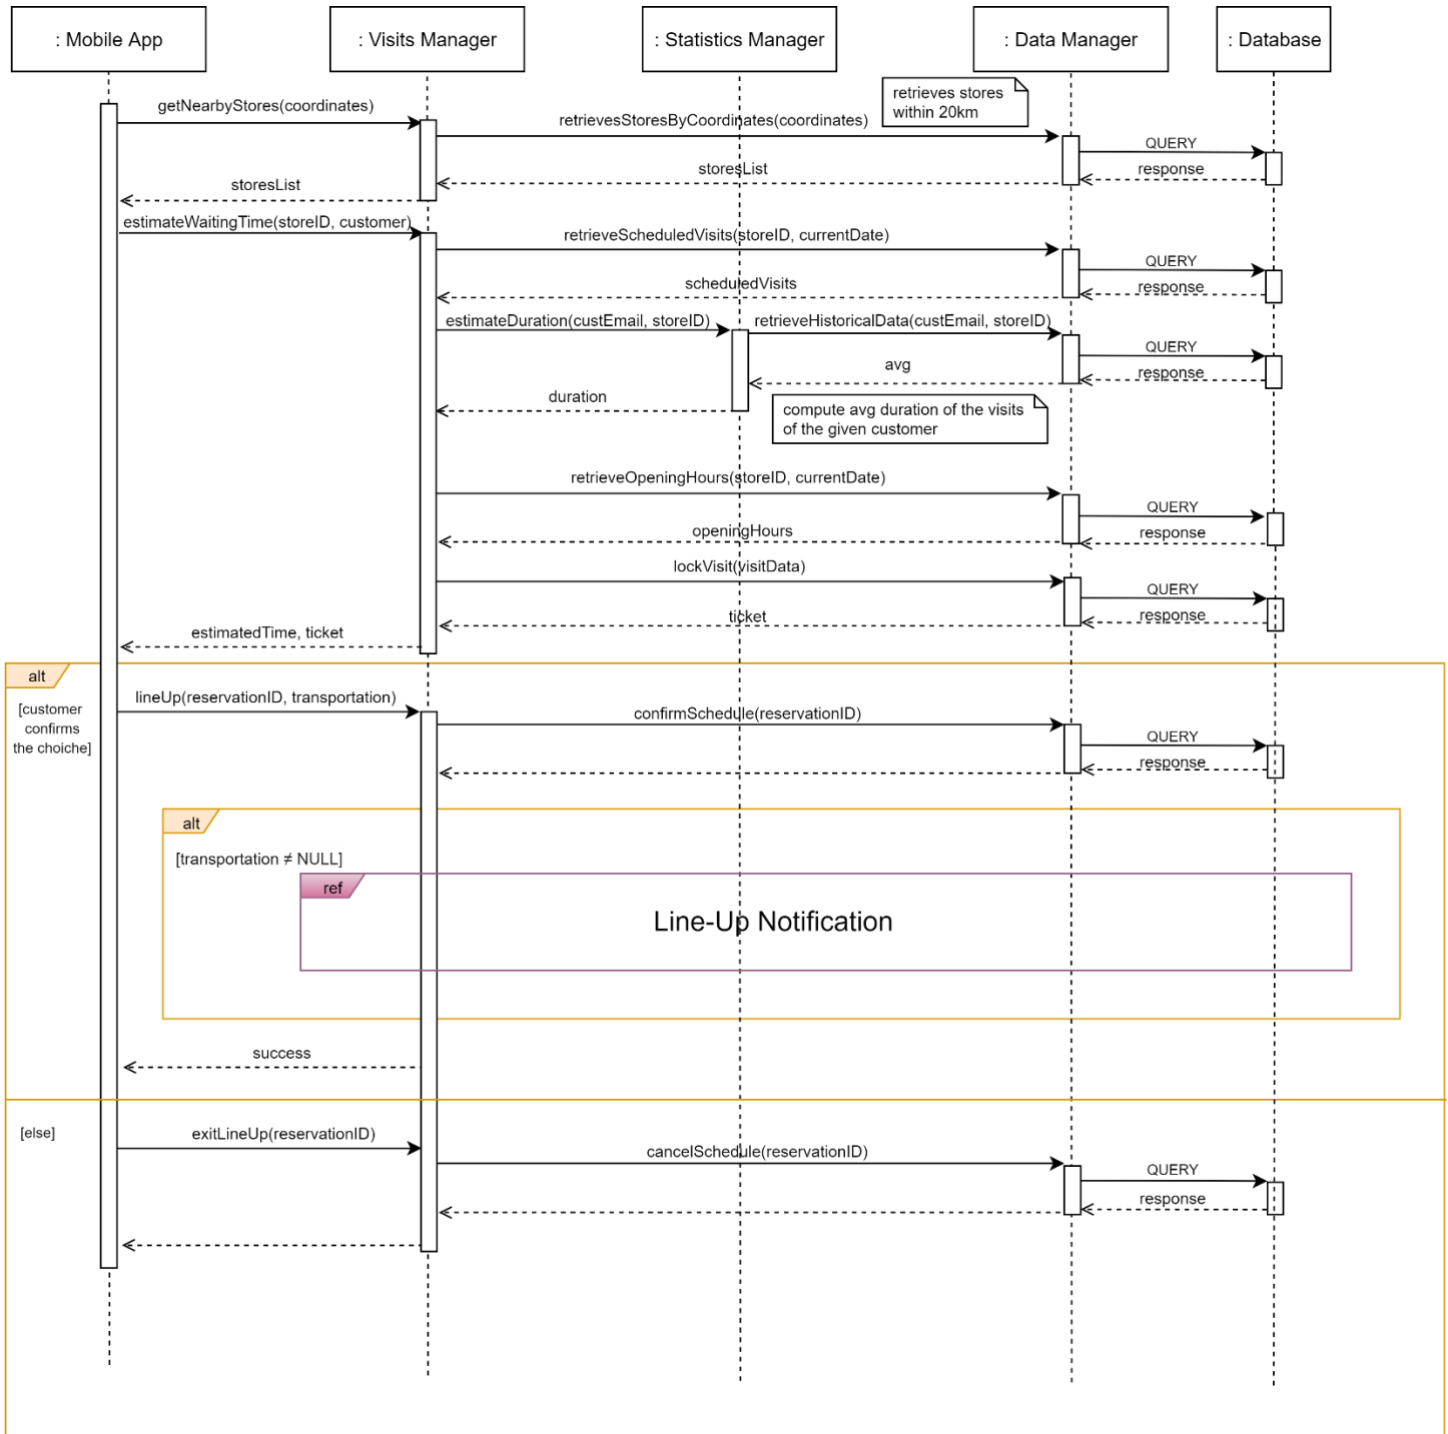 : Mobile App
: Visits Manager
: Statistics Manager
: Data Manager
: Database
retrieves stores
within 20km
getNearbyStores(coordinates)
retrievesStoresByCoordinates(coordinates)
QUERY
response
storesList
storesList
estimateWaitingTime(storeID, customer)
retrieveScheduledVisits(storeID, currentDate)
QUERY
response
scheduledVisits
estimateDuration(custEmail, storeID)
retrieveHistoricalData(custEmail, storeID)
QUERY
response
avg
duration
compute avg duration of the visits
of the given customer
retrieveOpeningHours(storeID, currentDate)
QUERY
response
openingHours
lockVisit(visitData)
QUERY
response
ticket
estimatedTime, ticket
alt
[customer
confirms
the choiche]
lineUp(reservationID, transportation)
confirmSchedule(reservationID)
QUERY
response
alt
[transportation ≠ NULL]
ref
Line-Up Notification
success
[else]
exitLineUp(reservationID)
cancelSchedule(reservationID)
QUERY
response